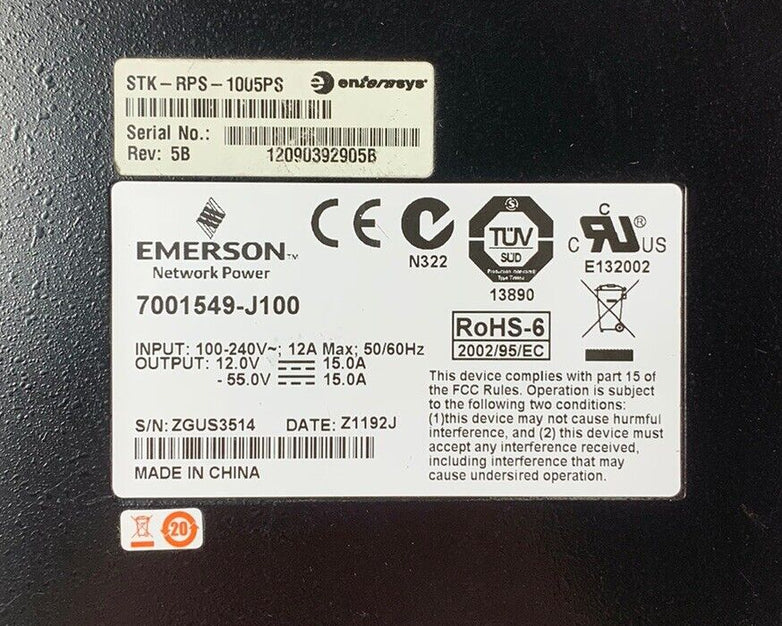 STK-RPS-1005PS enterasys
Serial No.:
Rev: 5B 12090392905B
EMERSON™
Network Power
N322
TÜV
SÜD
13890
C UR® US
E132002
7001549-J100
RoHS-6
2002/95/EC
INPUT: 100-240V~; 12A Max; 50/60Hz
OUTPUT: 12.0V 15.0A
- 55.0V 15.0A
This device complies with part 15 of
the FCC Rules. Operation is subject
to the following two conditions:
(1)this device may not cause harmful
interference, and (2) this device must
accept any interference received,
including interference that may
cause undersired operation.
S/N: ZGUS3514 DATE: Z1192J
MADE IN CHINA
20